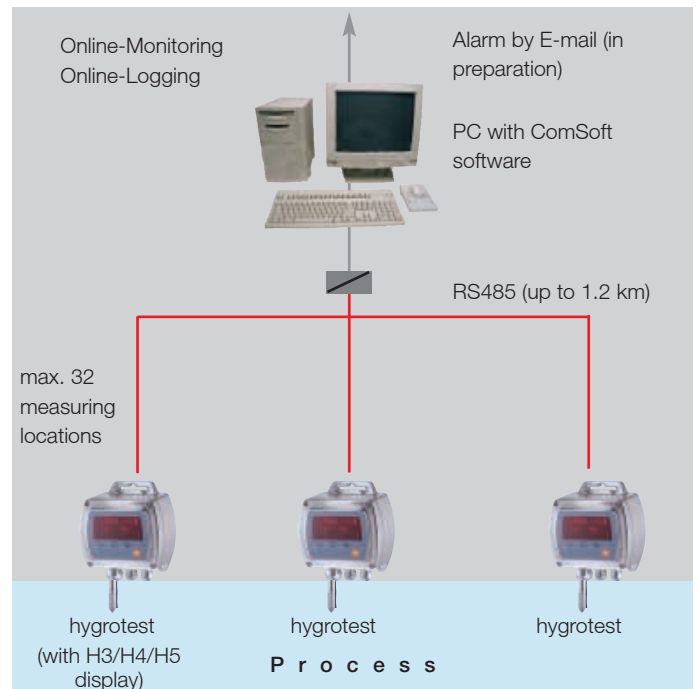 Online-Monitoring
Online-Logging
Alarm by E-mail (in
preparation)
PC with ComSoft
software
RS485 (up to 1.2 km)
max. 32
measuring
locations
hygrotest
(with H3/H4/H5
display)
hygrotest
hygrotest
Process